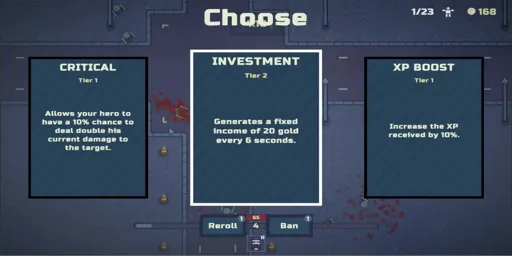 Choose
1/23
168
CRITICAL
Tier 1
Allows your hero to
have a 10% chance to
deal double his
current damage to
the target.
INVESTMENT
Tier 2
Generates a fixed
income of 20 gold
every 6 seconds.
XP BOOST
Tier 1
Increase the XP
received by 10%.
Reroll
1
4
Ban
1